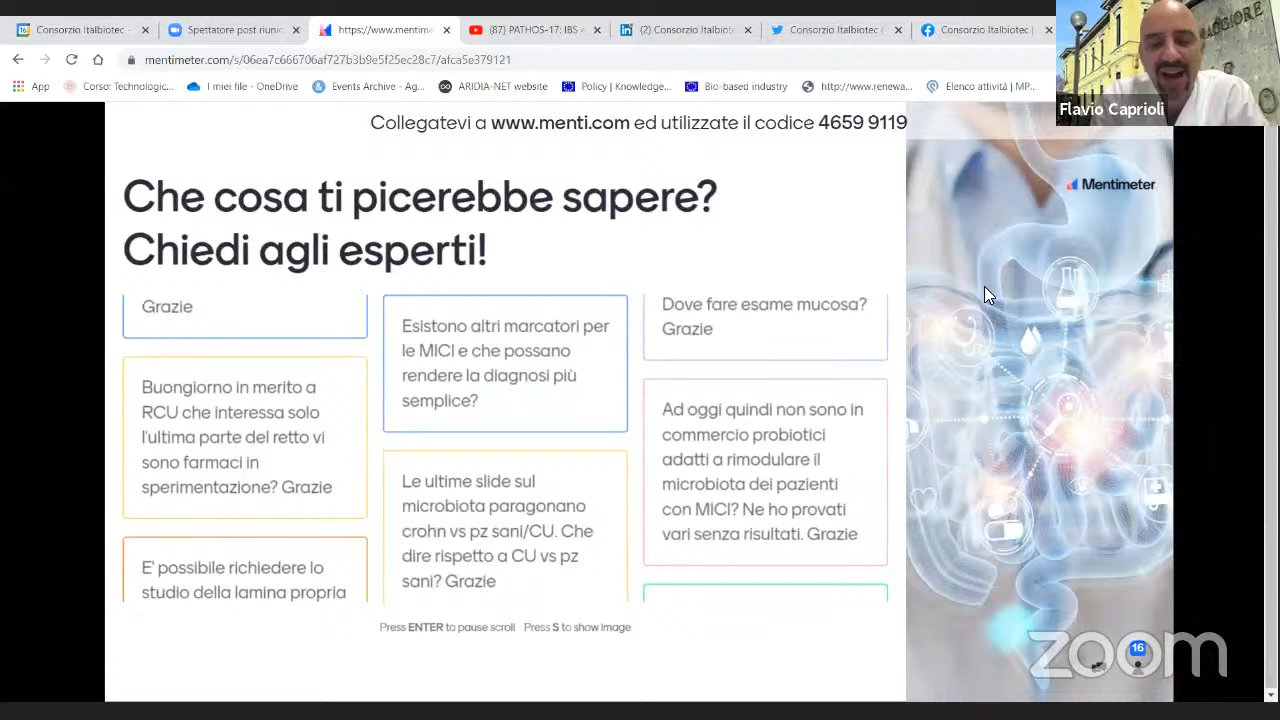 Consorzio Italbiotec -
Spettatore post riunic
https://www.mentime
(87) PATHOS-17: IBS e
(2) Consorzio Italbiote
Consorzio Italbiotec (
Consorzio Italbiotec |
mentimeter.com/s/06ea7c666706af727b3b9e5f25ec28c7/afca5e379121
App
Corso: Technologic...
I miei file - OneDrive
Events Archive - Ag...
ARIDIA-NET website
Policy | Knowledge...
Bio-based industry
http://www.renewa...
Elenco attività | MP...
MAGGIORE
Flavio Caprioli
Collegatevi a www.menti.com ed utilizzate il codice 4659 9119
Mentimeter
Che cosa ti picerebbe sapere?
Chiedi agli esperti!
Grazie
Buongiorno in merito a
RCU che interessa solo
l'ultima parte del retto vi
sono farmaci in
sperimentazione? Grazie
E' possibile richiedere lo
studio della lamina propria
Esistono altri marcatori per
le MICI e che possano
rendere la diagnosi più
semplice?
Le ultime slide sul
microbiota paragonano
crohn vs pz sani/CU. Che
dire rispetto a CU vs pz
sani? Grazie
Dove fare esame mucosa?
Grazie
Ad oggi quindi non sono in
commercio probiotici
adatti a rimodulare il
microbiota dei pazienti
con MICI? Ne ho provati
vari senza risultati. Grazie
Press ENTER to pause scroll Press S to show image
16
zoom